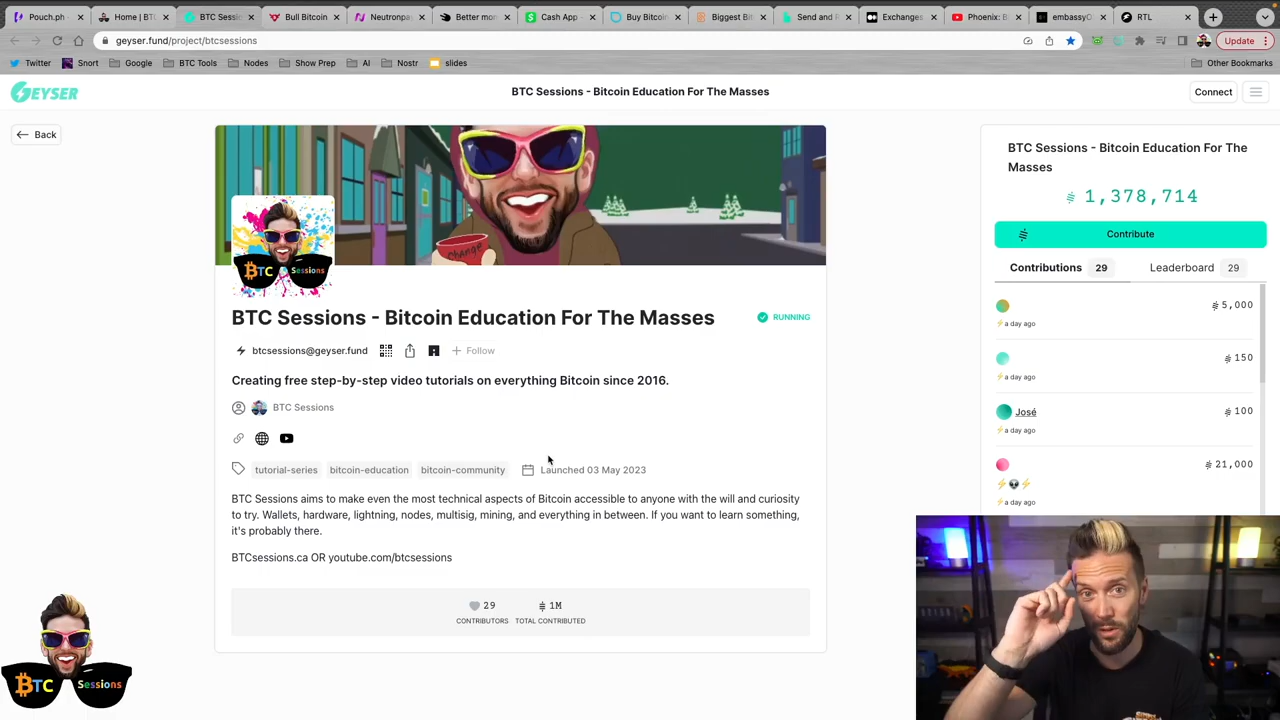 Pouch.ph - Home | BTC BTC Sessi Bull Bitcoin Neutronpa Better mon Cash App - Buy Bitcoin Biggest Bit Send and R Exchanges Phoenix: B embassyO RTL
geyser.fund/project/btcsessions Update
Twitter Snort Google BTC Tools Nodes Show Prep AI Nostr slides Other Bookmarks
GEYSER BTC Sessions - Bitcoin Education For The Masses Connect
Back
Change
BTC Sessions
BTC Sessions - Bitcoin Education For The Masses RUNNING
btcsessions@geyser.fund Follow
Creating free step-by-step video tutorials on everything Bitcoin since 2016.
BTC Sessions
tutorial-series bitcoin-education bitcoin-community Launched 03 May 2023
BTC Sessions aims to make even the most technical aspects of Bitcoin accessible to anyone with the will and curiosity
to try. Wallets, hardware, lightning, nodes, multisig, mining, and everything in between. If you want to learn something,
it's probably there.
BTCsessions.ca OR youtube.com/btcsessions
29 1M
CONTRIBUTORS TOTAL CONTRIBUTED
BTC Sessions - Bitcoin Education For The
Masses
1,378,714
Contribute
Contributions 29 Leaderboard 29
5,000
⚡a day ago
150
⚡a day ago
José 100
⚡a day ago
21,000
⚡👽⚡
⚡a day ago
BTC Sessions